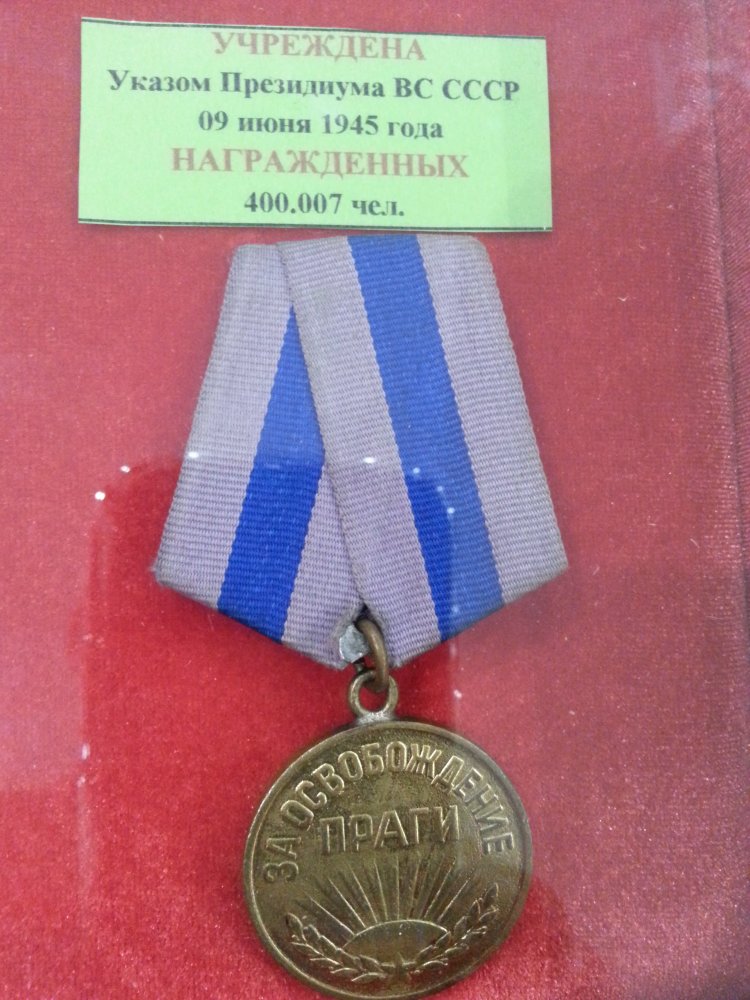 УЧРЕЖДЕНА
Указом Президиума ВС СССР
09 июня 1945 года
НАГРАЖДЕННЫХ
400.007 чел.
ЗА ОСВОБОЖДЕНИЕ
ПРАГИ